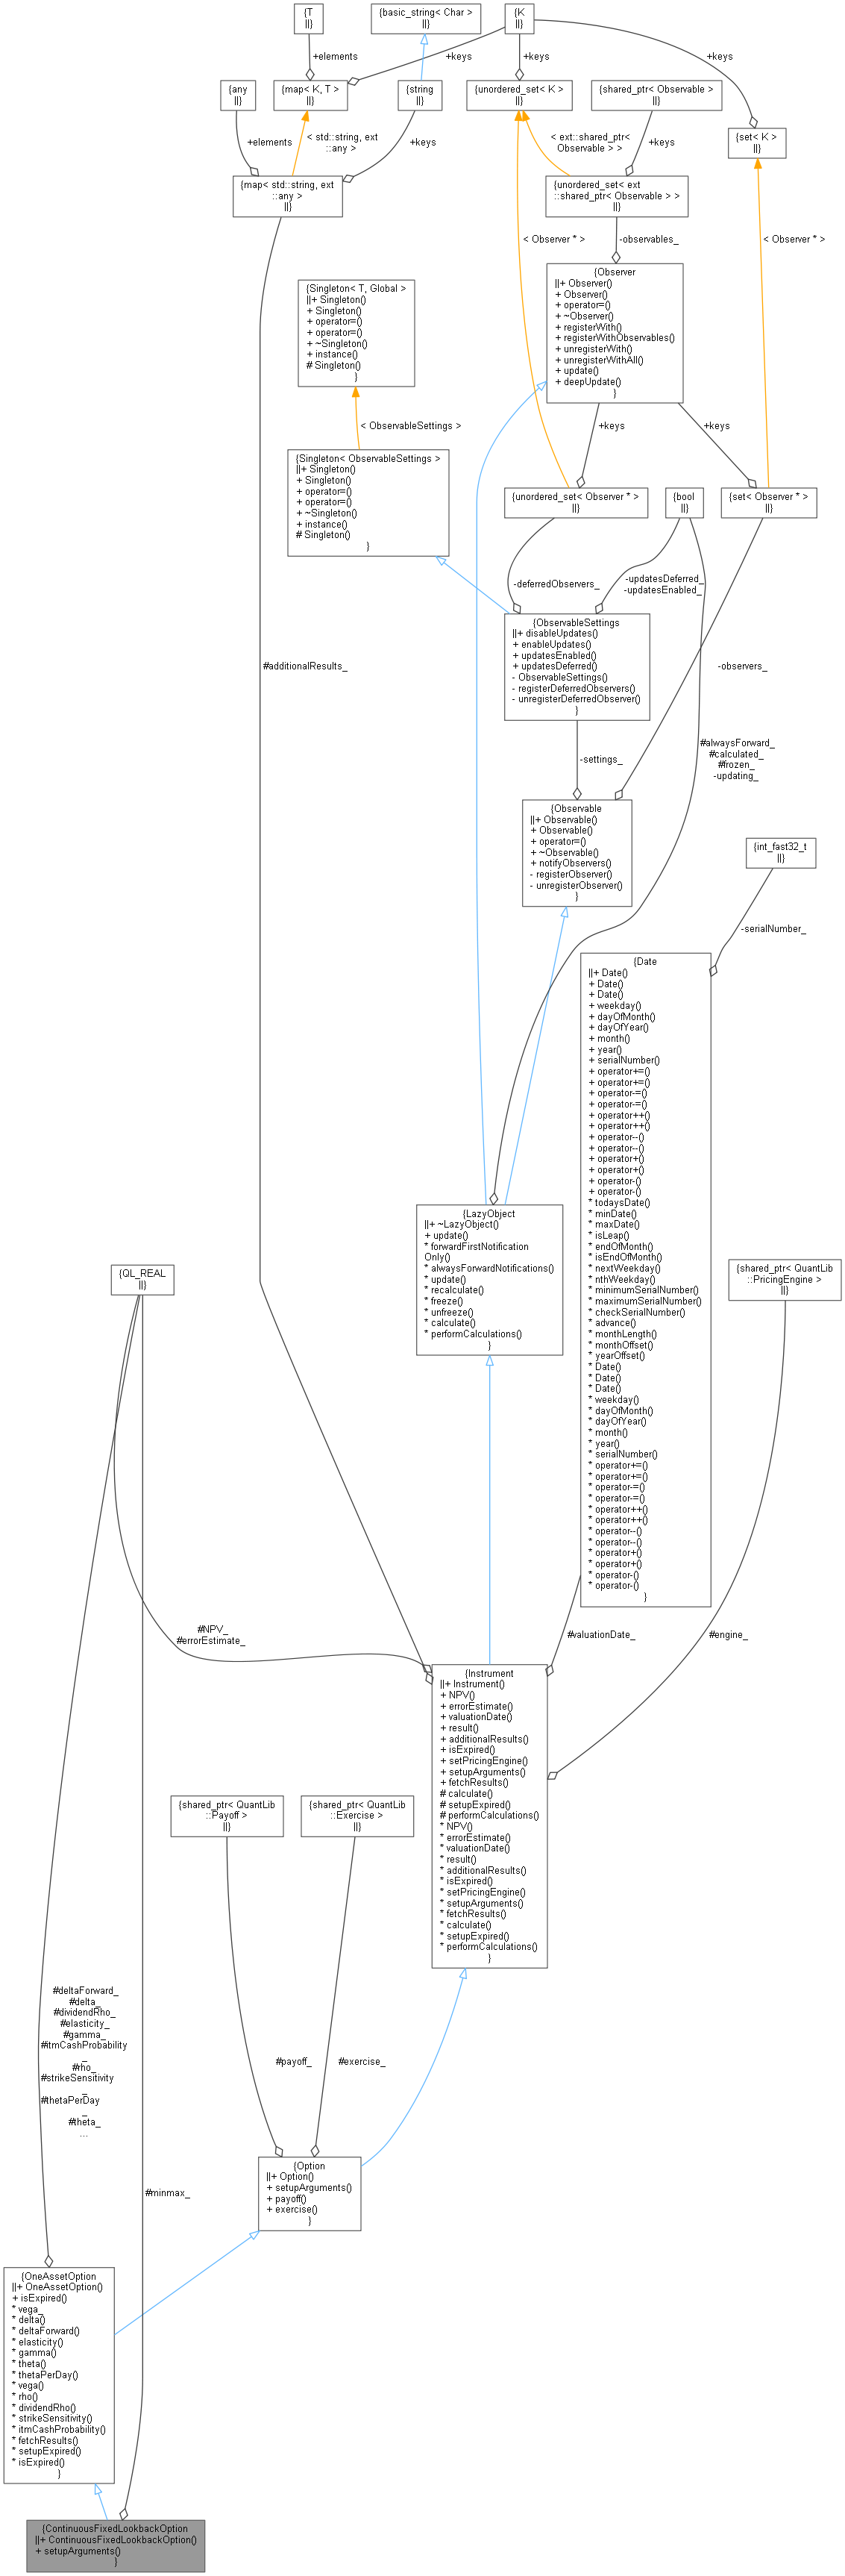 {T
||}
{basic_string< Char >
||}
{K
||}
+elements
+keys
+keys
+keys
{any
||}
{map< K, T >
||}
{string
||}
{unordered_set< K >
||}
{shared_ptr< Observable >
||}
{set< K >
||}
+elements
< std::string, ext
::any >
+keys
< ext::shared_ptr<
Observable > >
+keys
{map< std::string, ext
::any >
||}
{unordered_set< ext
::shared_ptr< Observable > >
||}
< Observer * >
-observables_
< Observer * >
{Singleton< T, Global >
||+ Singleton()
+ Singleton()
+ operator=()
+ operator=()
+ ~Singleton()
+ instance()
# Singleton()
}
{Observer
||+ Observer()
+ Observer()
+ operator=()
+ ~Observer()
+ registerWith()
+ registerWithObservables()
+ unregisterWith()
+ unregisterWithAll()
+ update()
+ deepUpdate()
}
< ObservableSettings >
+keys
+keys
{Singleton< ObservableSettings >
||+ Singleton()
+ Singleton()
+ operator=()
+ operator=()
+ ~Singleton()
+ instance()
# Singleton()
}
{unordered_set< Observer * >
||}
{bool
||}
{set< Observer * >
||}
-deferredObservers_
-updatesDeferred_
-updatesEnabled_
{ObservableSettings
||+ disableUpdates()
+ enableUpdates()
+ updatesEnabled()
+ updatesDeferred()
- ObservableSettings()
- registerDeferredObservers()
- unregisterDeferredObserver()
}
#additionalResults_
-observers_
-settings_
#alwaysForward_
#calculated_
#frozen_
-updating_
{Observable
||+ Observable()
+ Observable()
+ operator=()
+ ~Observable()
+ notifyObservers()
- registerObserver()
- unregisterObserver()
}
{int_fast32_t
||}
-serialNumber_
{Date
||+ Date()
+ Date()
+ Date()
+ weekday()
+ dayOfMonth()
+ dayOfYear()
+ month()
+ year()
+ serialNumber()
+ operator+=()
+ operator+=()
+ operator-=()
+ operator-=()
+ operator++()
+ operator++()
+ operator--()
+ operator--()
+ operator+()
+ operator+()
+ operator-()
+ operator-()
* todaysDate()
* minDate()
* maxDate()
* isLeap()
* endOfMonth()
* isEndOfMonth()
* nextWeekday()
* nthWeekday()
* minimumSerialNumber()
* maximumSerialNumber()
* checkSerialNumber()
* advance()
* monthLength()
* monthOffset()
* yearOffset()
* Date()
* Date()
* Date()
* weekday()
* dayOfMonth()
* dayOfYear()
* month()
* year()
* serialNumber()
* operator+=()
* operator+=()
* operator-=()
* operator-=()
* operator++()
* operator++()
* operator--()
* operator--()
* operator+()
* operator+()
* operator-()
* operator-()
}
{LazyObject
||+ ~LazyObject()
+ update()
* forwardFirstNotification
Only()
* alwaysForwardNotifications()
* update()
* recalculate()
* freeze()
* unfreeze()
* calculate()
* performCalculations()
}
{QL_REAL
||}
{shared_ptr< QuantLib
::PricingEngine >
||}
#NPV_
#errorEstimate_
#valuationDate_
#engine_
{Instrument
||+ Instrument()
+ NPV()
+ errorEstimate()
+ valuationDate()
+ result()
+ additionalResults()
+ isExpired()
+ setPricingEngine()
+ setupArguments()
+ fetchResults()
# calculate()
# setupExpired()
# performCalculations()
* NPV()
* errorEstimate()
* valuationDate()
* result()
* additionalResults()
* isExpired()
* setPricingEngine()
* setupArguments()
* fetchResults()
* calculate()
* setupExpired()
* performCalculations()
}
{shared_ptr< QuantLib
::Payoff >
||}
{shared_ptr< QuantLib
::Exercise >
||}
#deltaForward_
#delta_
#dividendRho_
#elasticity_
#gamma_
#itmCashProbability
_
#rho_
#strikeSensitivity
_
#thetaPerDay
_
#theta_
...
#payoff_
#exercise_
{Option
||+ Option()
+ setupArguments()
+ payoff()
+ exercise()
}
#minmax_
{OneAssetOption
||+ OneAssetOption()
+ isExpired()
* vega_
* delta()
* deltaForward()
* elasticity()
* gamma()
* theta()
* thetaPerDay()
* vega()
* rho()
* dividendRho()
* strikeSensitivity()
* itmCashProbability()
* fetchResults()
* setupExpired()
* isExpired()
}
{ContinuousFixedLookbackOption
||+ ContinuousFixedLookbackOption()
+ setupArguments()
}